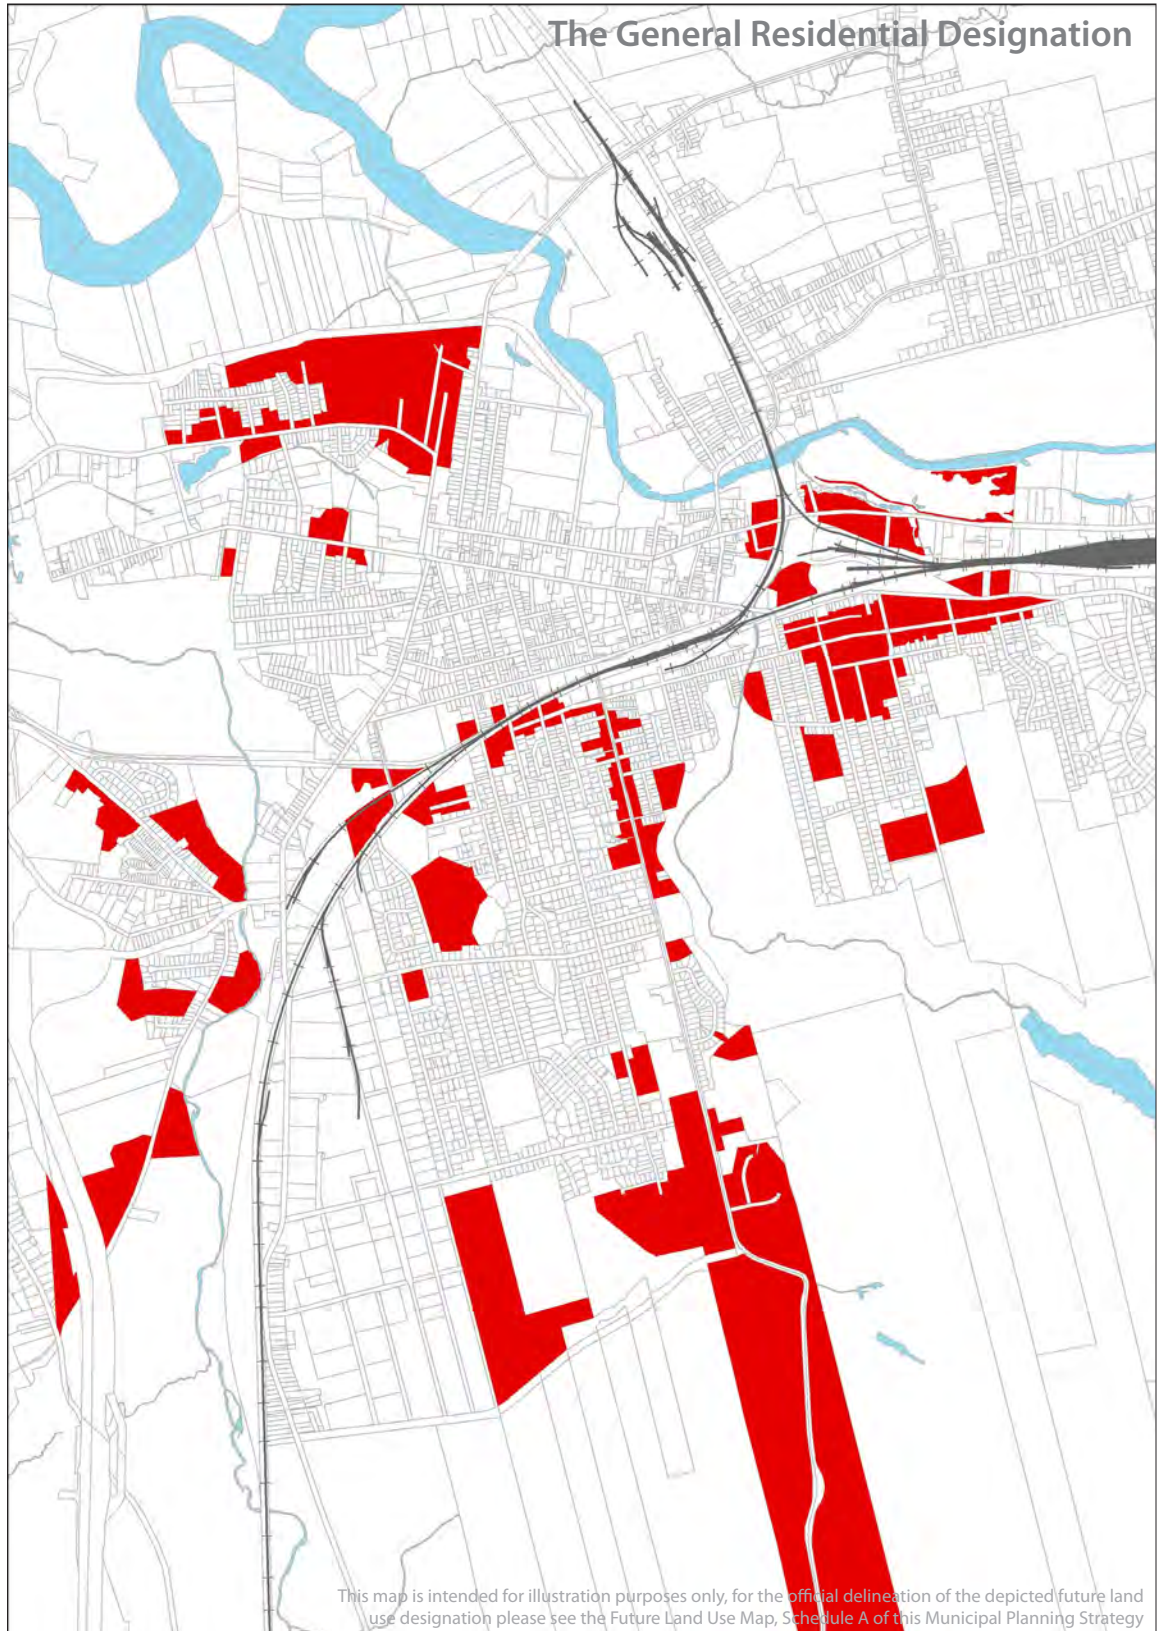 The General Residential Designation
This map is intended for illustration purposes only, for the official delineation of the depicted future land
use designation please see the Future Land Use Map, Schedule A of this Municipal Planning Strategy